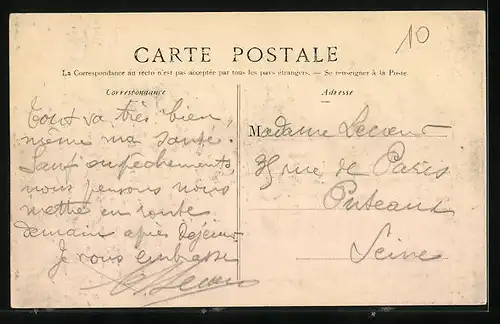 10
CARTE POSTALE
La Correspondance au recto n'est pas acceptée par tous les pays étrangers. — Se renseigner à la Poste.
Correspondance
Adresse
Tout va très bien,
même ma santé.
Sauf empêchements
nous pensons nous
mettre en route
demain après déjeuner
Je vous embrasse
Madame
rue de Paris
Puteaux
Seine